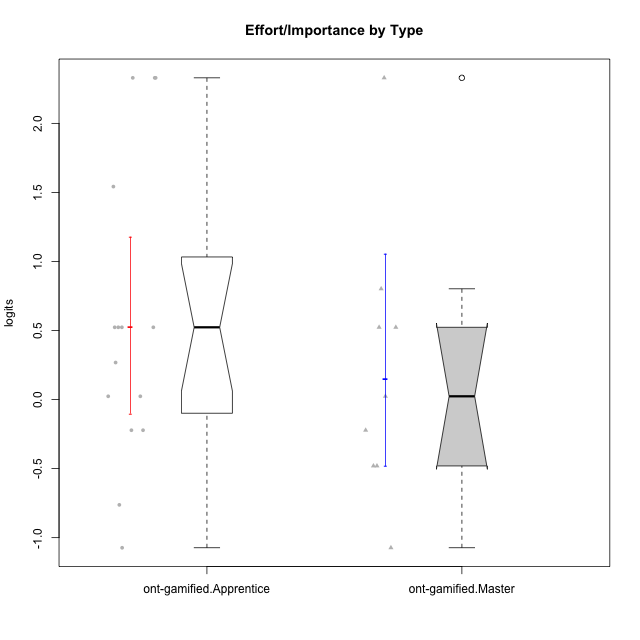 Effort/Importance by Type
logits
2.0
1.5
1.0
0.5
0.0
-0.5
-1.0
ont-gamified.Apprentice
ont-gamified.Master